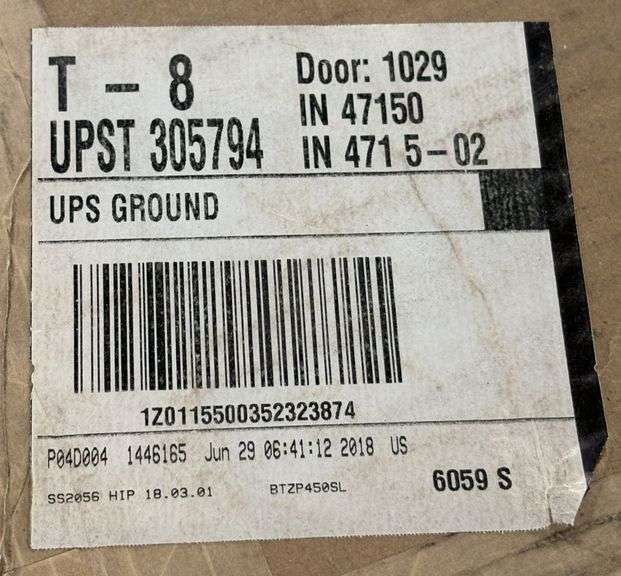 T - 8
Door: 1029
IN 47150
UPST 305794
IN 471 5-02
UPS GROUND
1Z0115500352323874
P04D004 1446165 Jun 29 06:41:12 2018 US
SS2056 HIP 18.03.01 BTZP450SL
6059 S